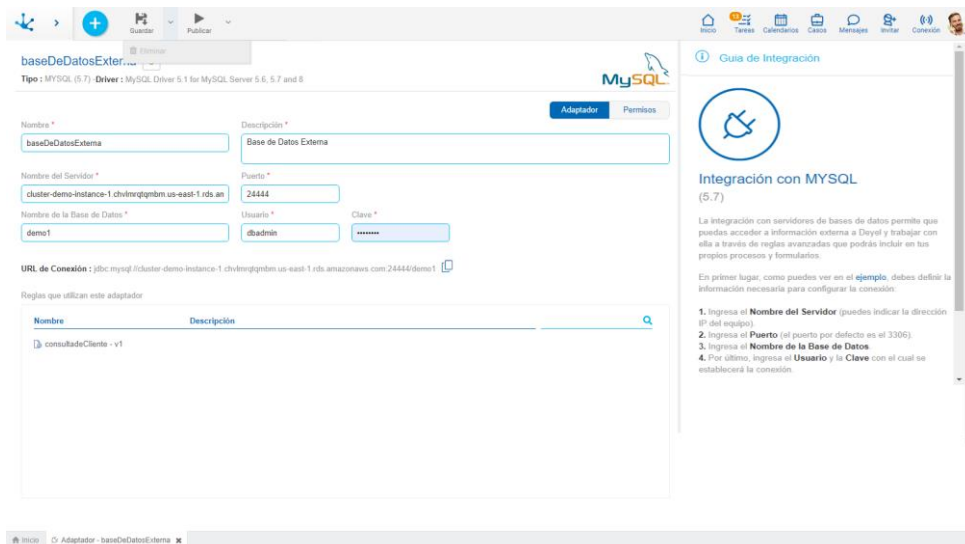 Guardar
Publicar
Inicio
Tareas
Calendarios
Casos
Mensajes
Invitar
Conexión
Eliminar
baseDeDatosExterna
Tipo : MYSQL (5.7) -Driver : MySQL Driver 5.1 for MySQL Server 5.6, 5.7 and 8
MySQL
Adaptador
Permisos
Nombre *
Descripción *
baseDeDatosExterna
Base de Datos Externa
Nombre del Servidor *
Puerto *
cluster-demo-instance-1.chvlmrqtqmbm.us-east-1.rds.am
24444
Nombre de la Base de Datos *
Usuario *
Clave *
demo1
dbadmin
••••••••
URL de Conexión : jdbc:mysql://cluster-demo-instance-1.chvlmrqtqmbm.us-east-1.rds.amazonaws.com:24444/demo1
Reglas que utilizan este adaptador
Nombre
Descripción
consultadeCliente - v1
Guia de Integración
Integración con MYSQL
(5.7)
La integración con servidores de bases de datos permite que
puedas acceder a información externa a Deyel y trabajar con
ella a través de reglas avanzadas que podrás incluir en tus
propios procesos y formularios.
En primer lugar, como puedes ver en el ejemplo, debes definir la
información necesaria para configurar la conexión:
1. Ingresa el Nombre del Servidor (puedes indicar la dirección
IP del equipo).
2. Ingresa el Puerto (el puerto por defecto es el 3306).
3. Ingresa el Nombre de la Base de Datos.
4. Por último, ingresa el Usuario y la Clave con el cual se
establecerá la conexión.
Inicio
Adaptador - baseDeDatosExterna